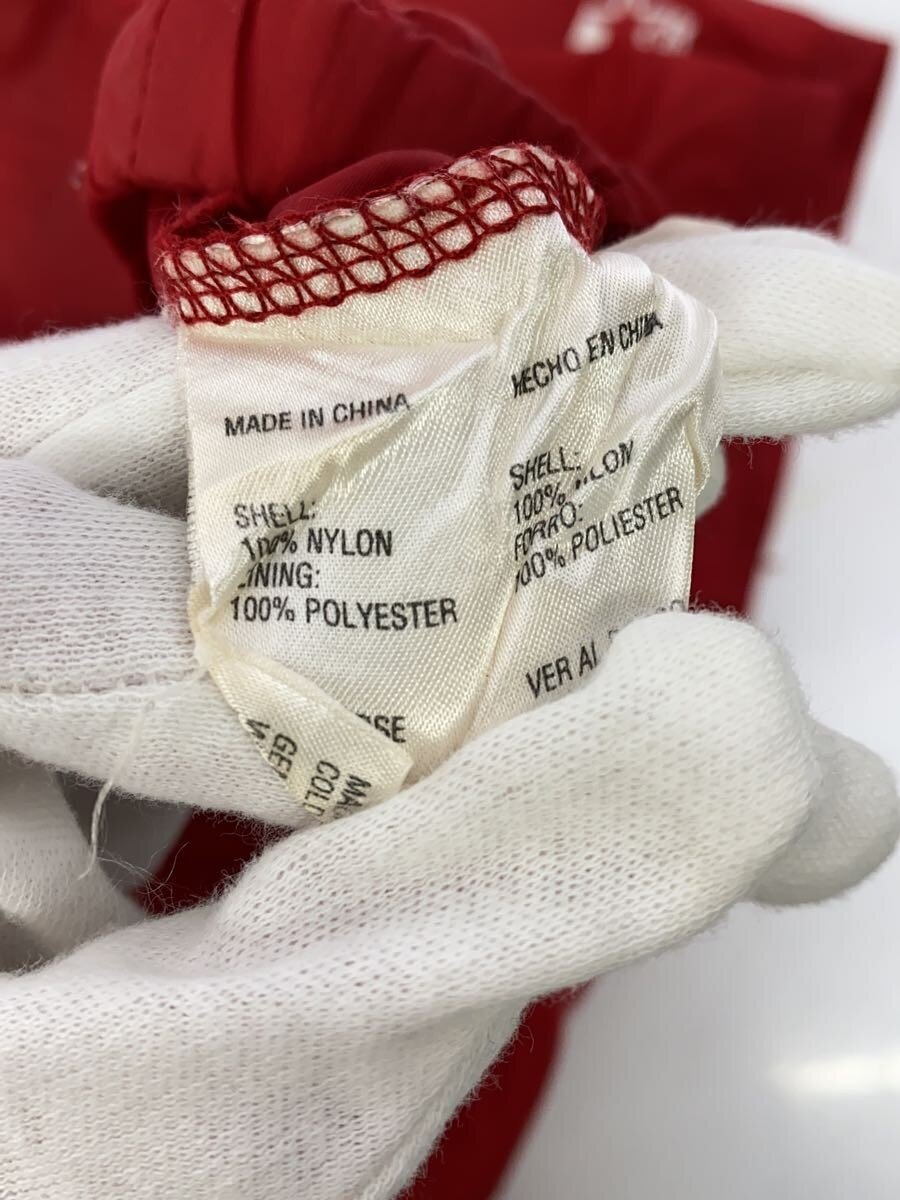 MADE IN CHINA
SHELL:
100% NYLON
LINING:
100% POLYESTER
HECHO EN CHINA
SHELL:
100% NYLON
FORRO:
100% POLIESTER
VER AL